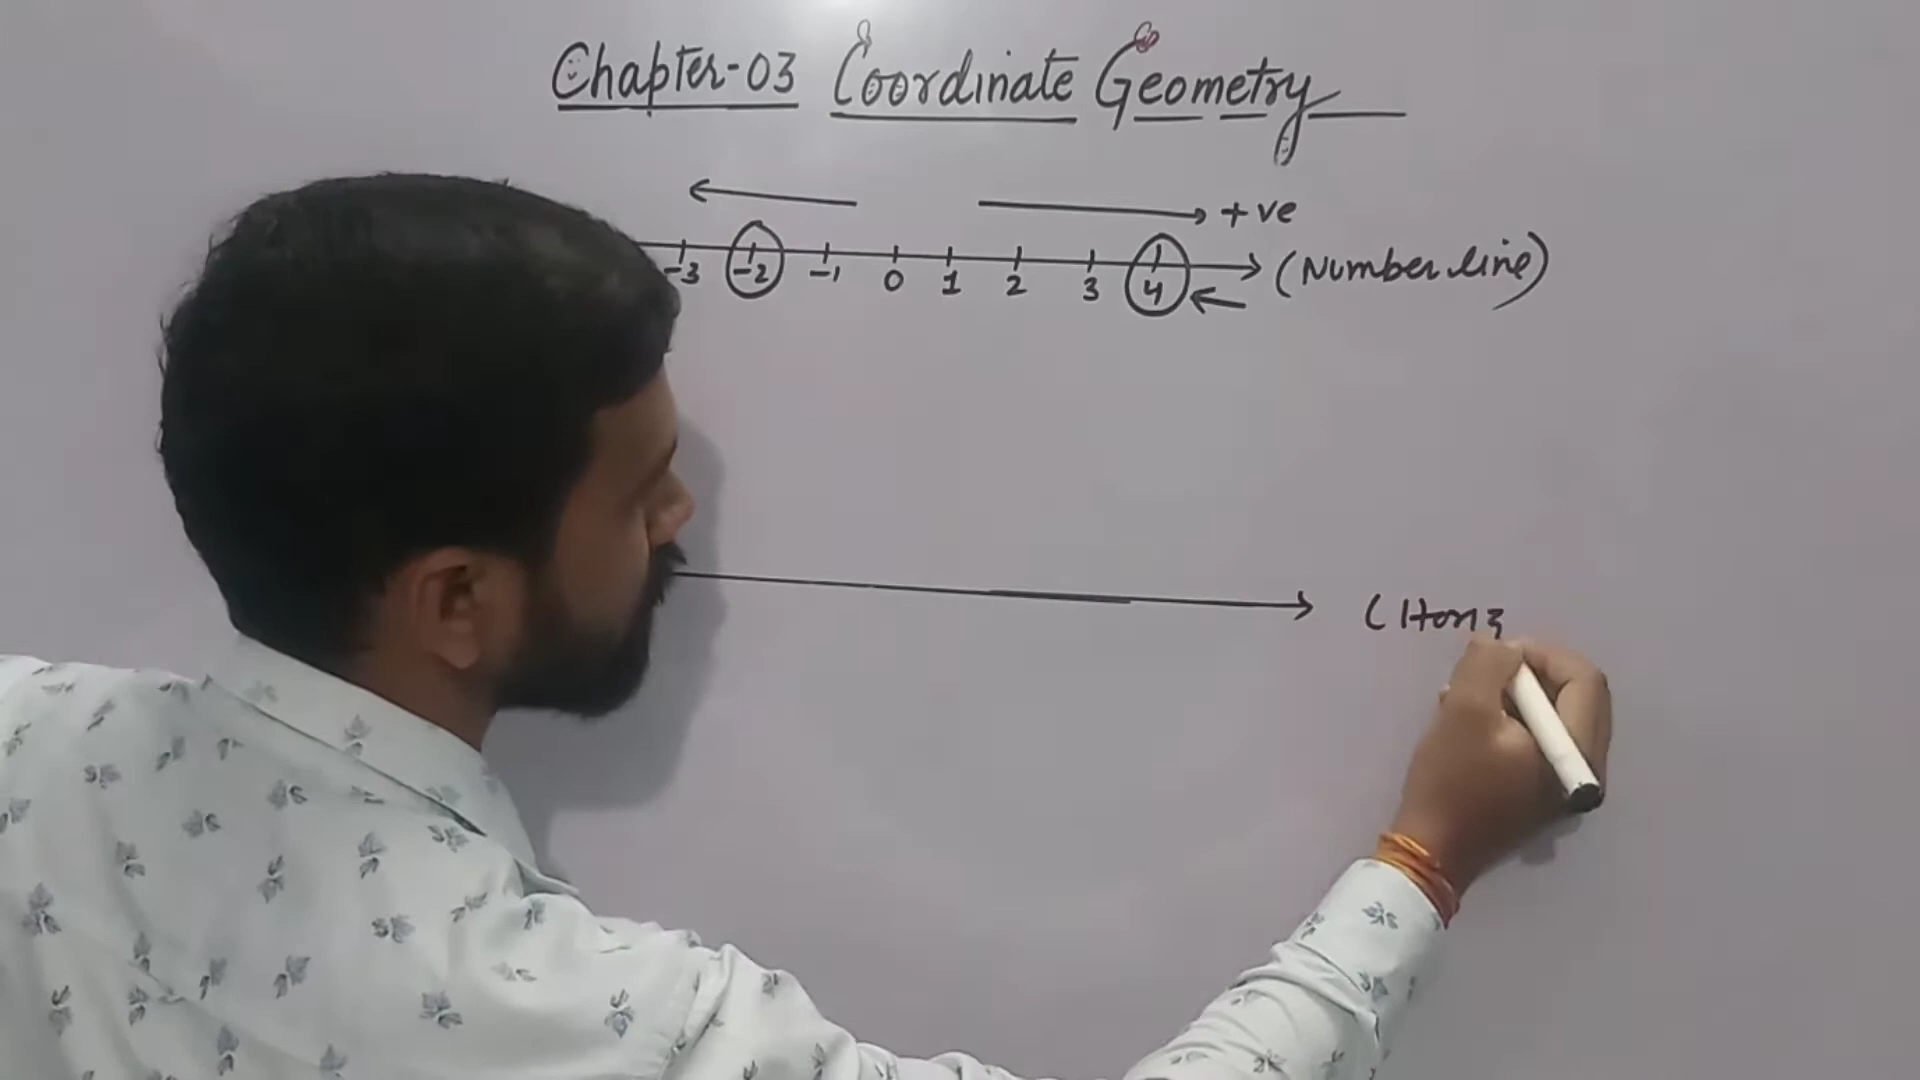 Chapter-03 Coordinate Geometry
+ve
-3 -2 -1 0 1 2 3 4 (Number line)
(Horiz